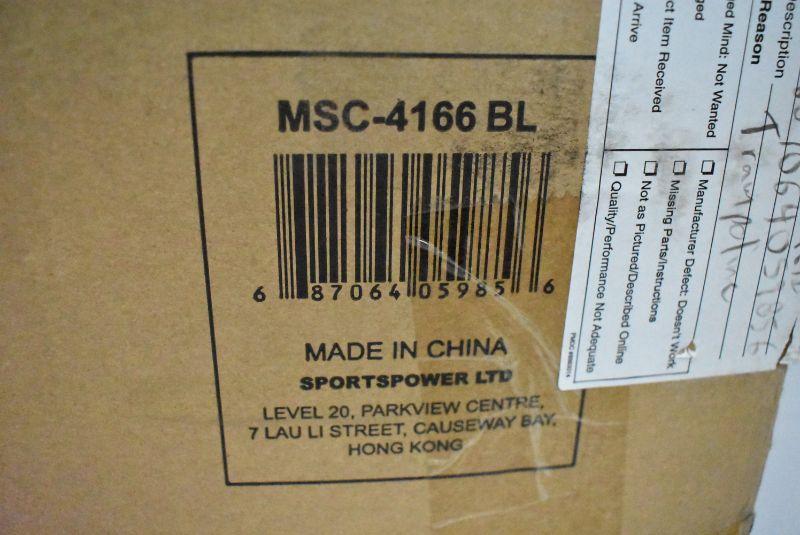 MSC-4166 BL
6 87064 05985 6
MADE IN CHINA
SPORTSPOWER LTD
LEVEL 20, PARKVIEW CENTRE,
7 LAU LI STREET, CAUSEWAY BAY,
HONG KONG
escription
Reason
Trampoline
ed Mind: Not Wanted
ged
ct Item Received
Arrive
Manufacturer Defect: Doesn't Work
Missing Parts/Instructions
Not as Pictured/Described Online
Quality/Performance Not Adequate